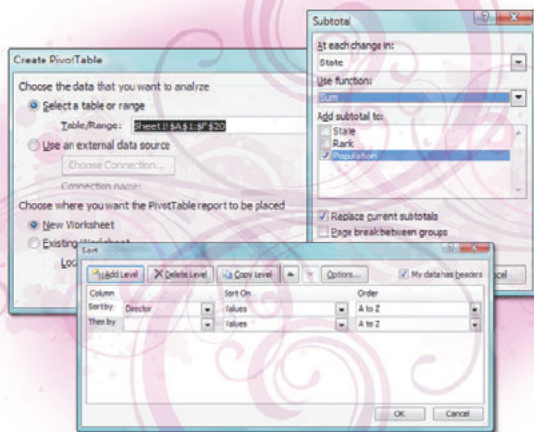 Create PivotTable
Choose the data that you want to analyze
Select a table or range
Table/Range: Sheet1!$A$1:$F$20
Use an external data source
Choose Connection...
Connection name:
Choose where you want the PivotTable report to be placed
New Worksheet
Existing Worksheet
Loc
Subtotal
At each change in:
State
Use function:
Sum
Add subtotal to:
State
Rank
Population
Replace current subtotals
Page break between groups
cel
Sort
Add Level Delete Level Copy Level Options... My data has headers
Column Sort On Order
Sort by Director Values A to Z
Then by Values A to Z
OK Cancel